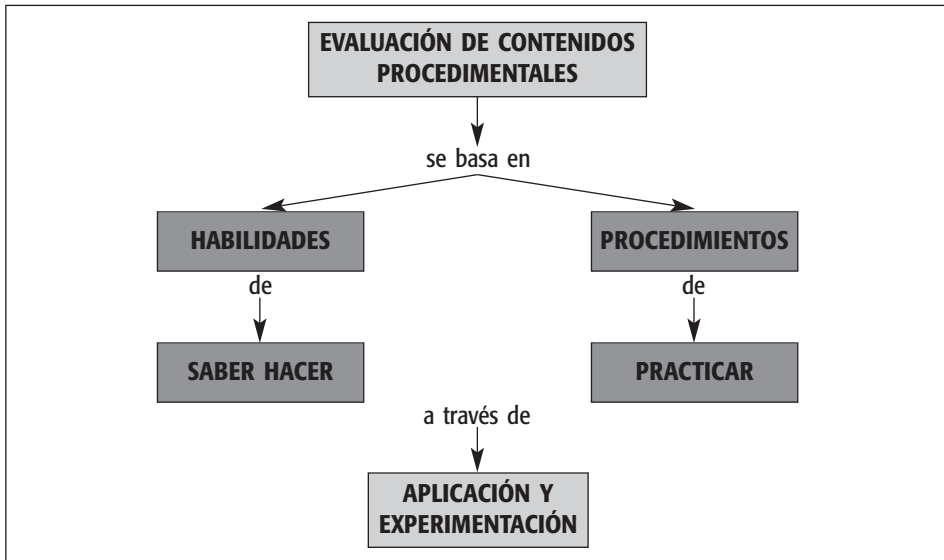 EVALUACIÓN DE CONTENIDOS
PROCEDIMENTALES
se basa en
HABILIDADES
PROCEDIMIENTOS
de
de
SABER HACER
PRACTICAR
a través de
APLICACIÓN Y
EXPERIMENTACIÓN